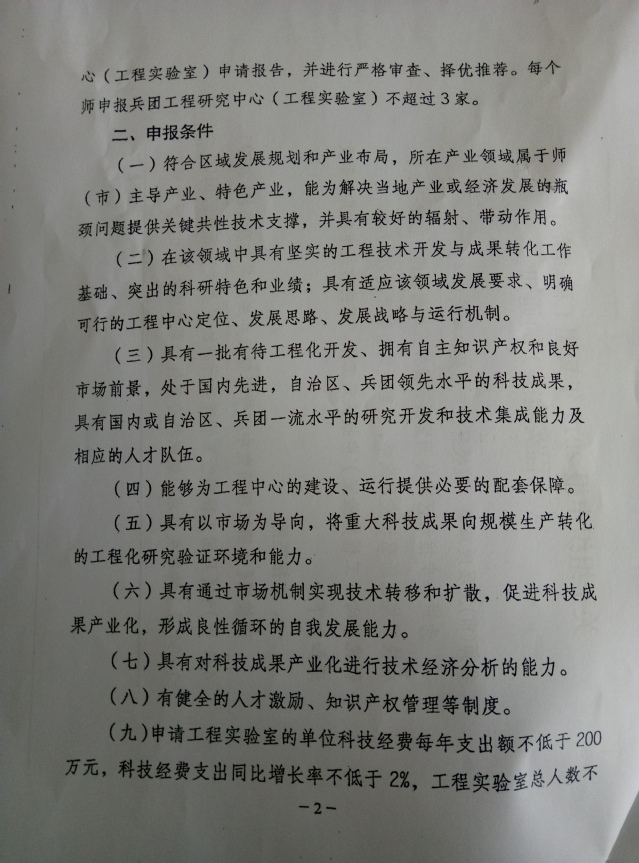 心（工程实验室）申请报告，并进行严格审查、择优推荐。每个
师申报兵团工程研究中心（工程实验室）不超过3家。
二、申报条件
（一）符合区域发展规划和产业布局，所在产业领域属于师
（市）主导产业、特色产业，能为解决当地产业或经济发展的瓶
颈问题提供关键共性技术支撑，并具有较好的辐射、带动作用。
（二）在该领域中具有坚实的工程技术开发与成果转化工作
基础、突出的科研特色和业绩；具有适应该领域发展要求、明确
可行的工程中心定位、发展思路、发展战略与运行机制。
（三）具有一批有待工程化开发、拥有自主知识产权和良好
市场前景，处于国内先进，自治区、兵团领先水平的科技成果，
具有国内或自治区、兵团一流水平的研究开发和技术集成能力及
相应的人才队伍。
（四）能够为工程中心的建设、运行提供必要的配套保障。
（五）具有以市场为导向，将重大科技成果向规模生产转化
的工程化研究验证环境和能力。
（六）具有通过市场机制实现技术转移和扩散，促进科技成
果产业化，形成良性循环的自我发展能力。
（七）具有对科技成果产业化进行技术经济分析的能力。
（八）有健全的人才激励、知识产权管理等制度。
（九）申请工程实验室的单位科技经费每年支出额不低于200
万元，科技经费支出同比增长率不低于2%，工程实验室总人数不
－2－